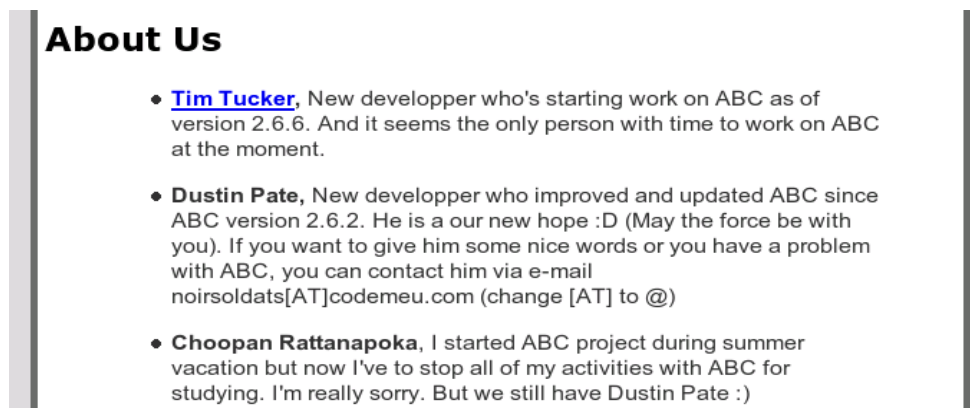 About Us
Tim Tucker, New developper who's starting work on ABC as of
version 2.6.6. And it seems the only person with time to work on ABC
at the moment.
Dustin Pate, New developper who improved and updated ABC since
ABC version 2.6.2. He is a our new hope :D (May the force be with
you). If you want to give him some nice words or you have a problem
with ABC, you can contact him via e-mail
noirsoldats[AT]codemeu.com (change [AT] to @)
Choopan Rattanapoka, I started ABC project during summer
vacation but now I've to stop all of my activities with ABC for
studying. I'm really sorry. But we still have Dustin Pate :)